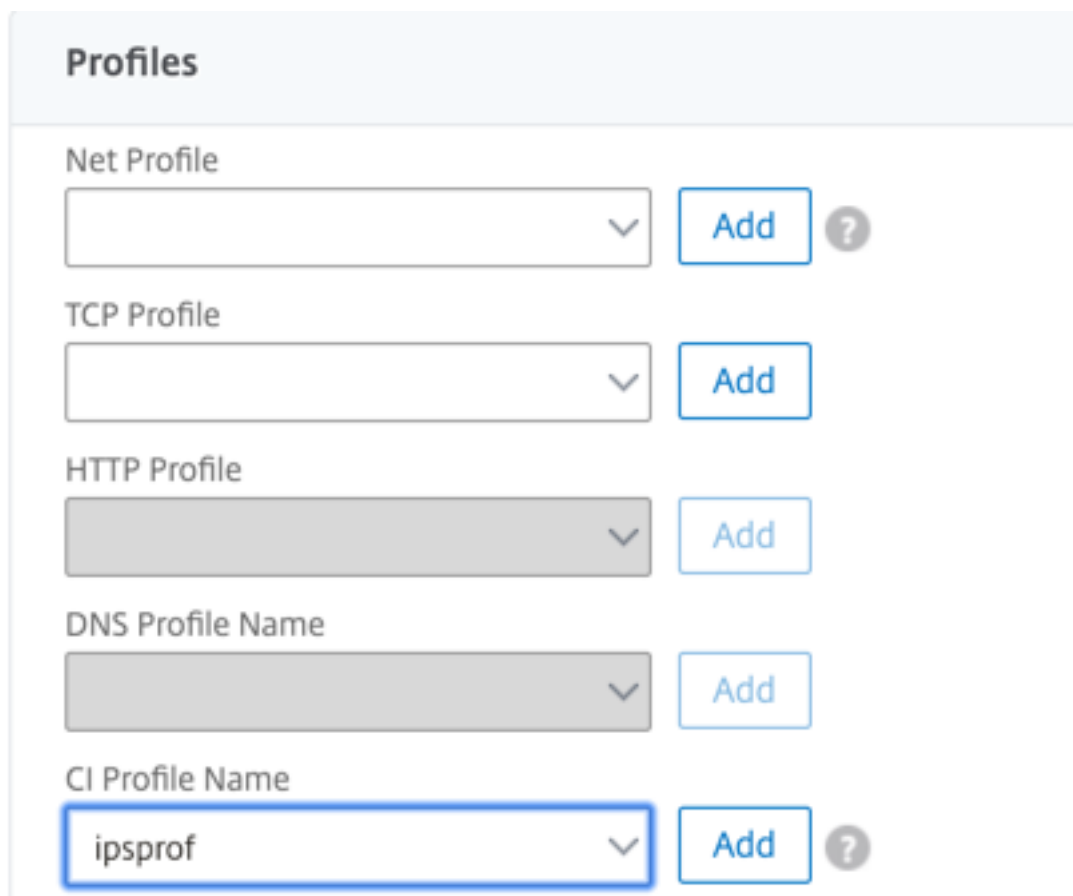 Profiles
Net Profile
Add ?
TCP Profile
Add
HTTP Profile
Add
DNS Profile Name
Add
CI Profile Name
ipsprof Add ?